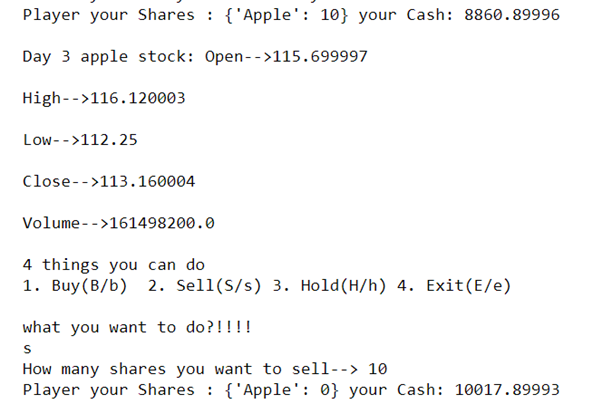 Player your Shares : {'Apple': 10} your Cash: 8860.89996
Day 3 apple stock: Open-->115.699997
High-->116.120003
Low-->112.25
Close-->113.160004
Volume-->161498200.0
4 things you can do
1. Buy(B/b)  2. Sell(S/s) 3. Hold(H/h) 4. Exit(E/e)
what you want to do?!!!!
s
How many shares you want to sell--> 10
Player your Shares : {'Apple': 0} your Cash: 10017.89993